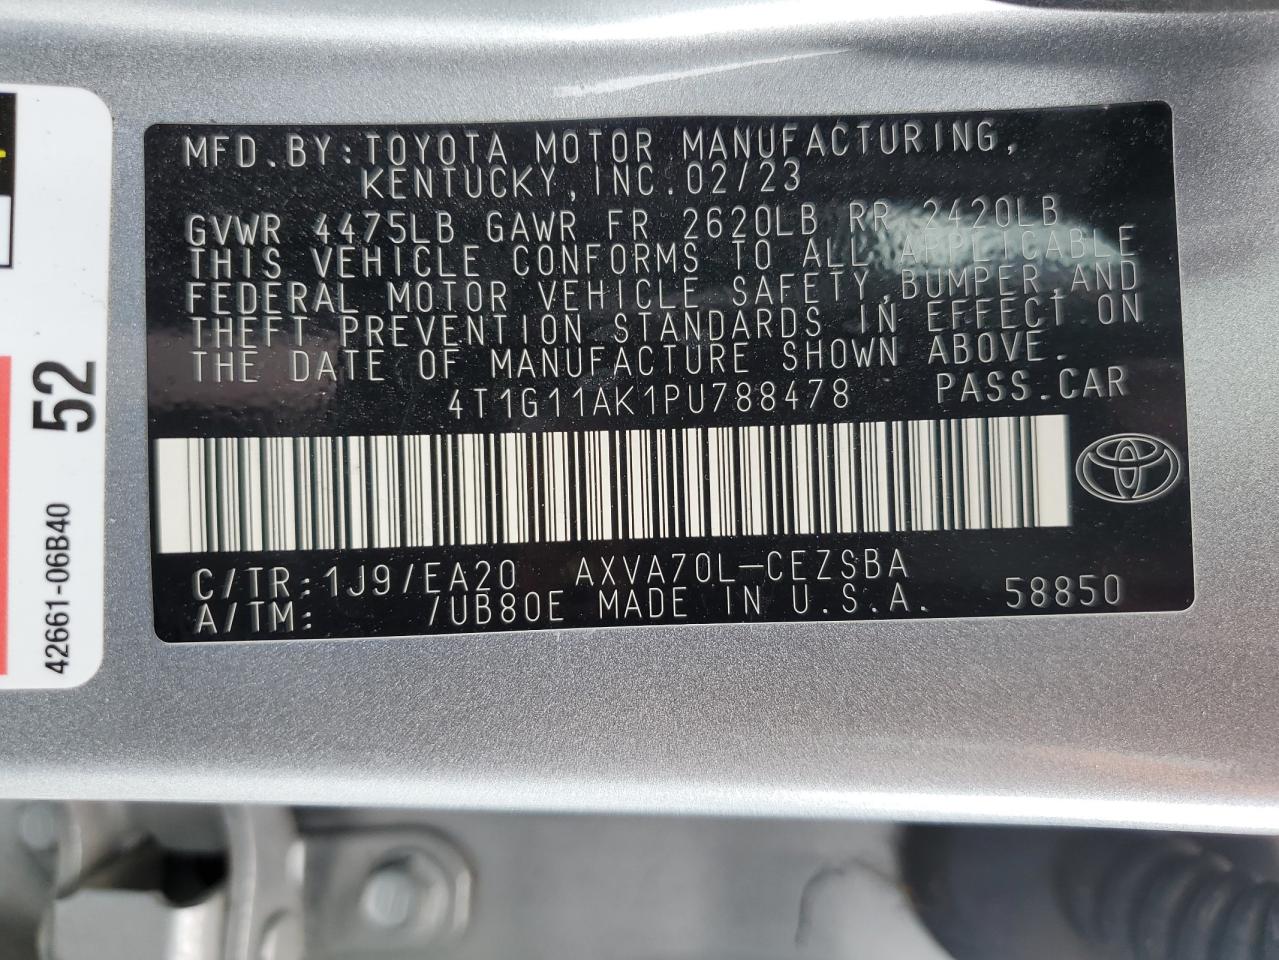 MFD.BY:TOYOTA MOTOR MANUFACTURING,
KENTUCKY,INC.02/23
GVWR 4475LB GAWR FR 2620LB RR 2420LB
THIS VEHICLE CONFORMS TO ALL APPLICABLE
FEDERAL MOTOR VEHICLE SAFETY,BUMPER,AND
THEFT PREVENTION STANDARDS IN EFFECT ON
THE DATE OF MANUFACTURE SHOWN ABOVE.
4T1G11AK1PU788478 PASS.CAR
C/TR:1J9/EA20 AXVA70L-CEZSBA
A/TM: /UB80E MADE IN U.S.A. 58850
52
42661-06B40